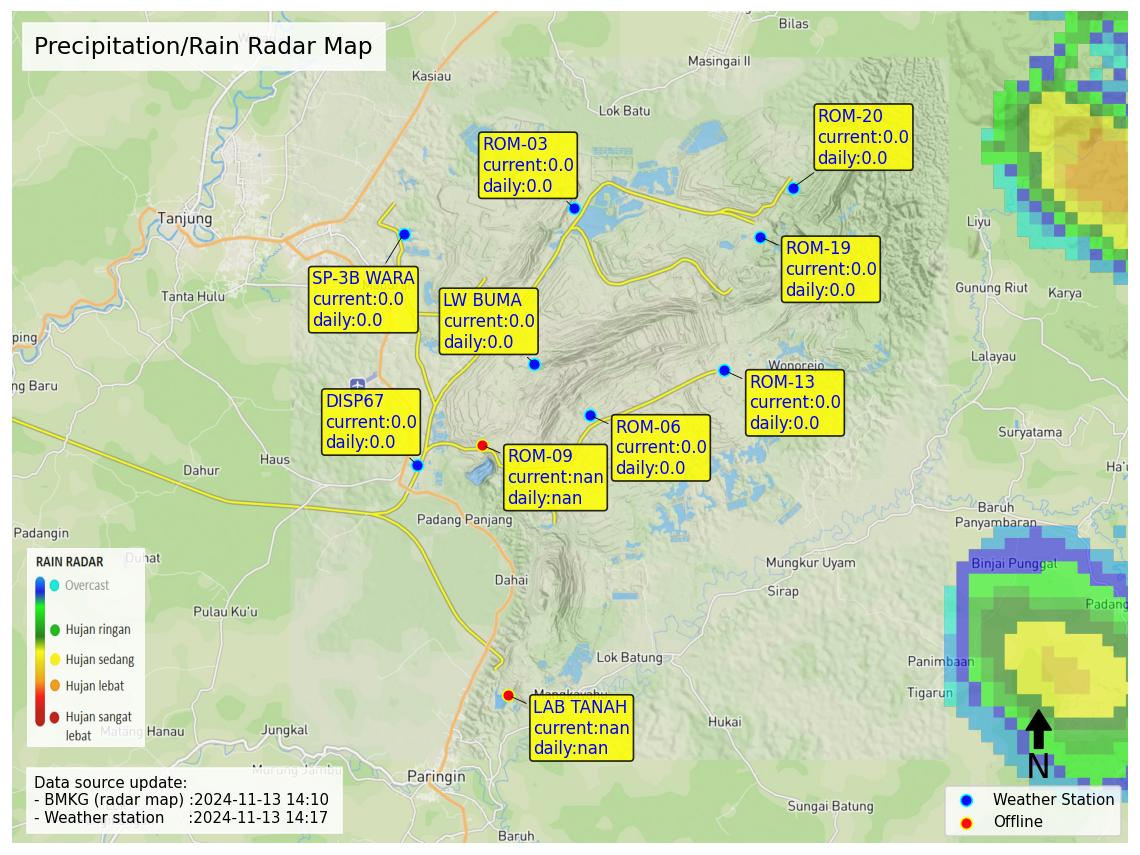 Precipitation/Rain Radar Map
Bilas
Masingai II
Kasiau
Lok Batu
ROM-20
current:0.0
daily:0.0
ROM-03
current:0.0
daily:0.0
Tanjung
Liyu
ROM-19
current:0.0
daily:0.0
SP-3B WARA
current:0.0
daily:0.0
LW BUMA
current:0.0
daily:0.0
Tanta Hulu
Gunung Riut
Karya
ping
Lalayau
Wonorejo
ng Baru
ROM-13
current:0.0
daily:0.0
DISP67
current:0.0
daily:0.0
ROM-06
current:0.0
daily:0.0
Suryatama
ROM-09
current:nan
daily:nan
Haus
Dahur
Ha'u
Baruh
Panyambaran
Padang Panjang
Padangin
Duhat
Mungkur Uyam
Binjai Punggal
Dahai
Sirap
Padang
Pulau Ku'u
RAIN RADAR
Overcast
Hujan ringan
Hujan sedang
Hujan lebat
Hujan sangat
lebat
Lok Batung
Panimbaan
Tigarun
Mangkayahu
LAB TANAH
current:nan
daily:nan
Hukai
Matang Hanau
Jungkal
Murung Jambu
Paringin
N
Data source update:
- BMKG (radar map) :2024-11-13 14:10
- Weather station :2024-11-13 14:17
Sungai Batung
Baruh
Weather Station
Offline